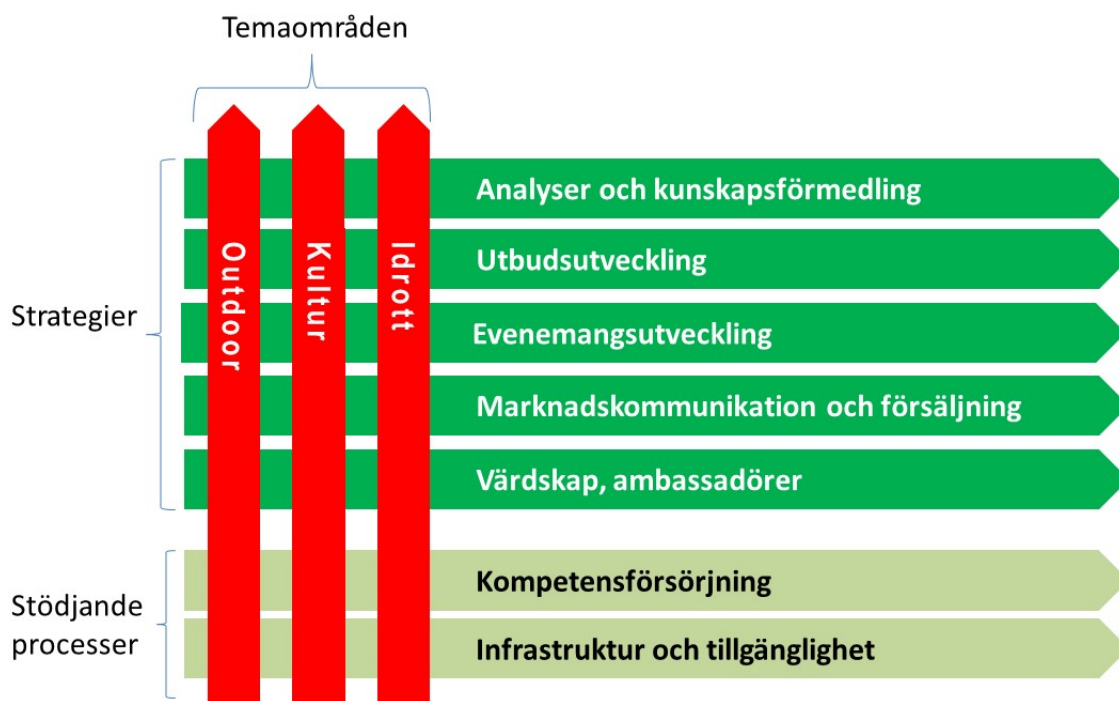 Temaområden
Outdoor
Kultur
Idrott
Strategier
Analyser och kunskapsförmedling
Utbudsutveckling
Evenemangsutveckling
Marknadskommunikation och försäljning
Värdskap, ambassadörer
Stödjande
processer
Kompetensförsörjning
Infrastruktur och tillgänglighet